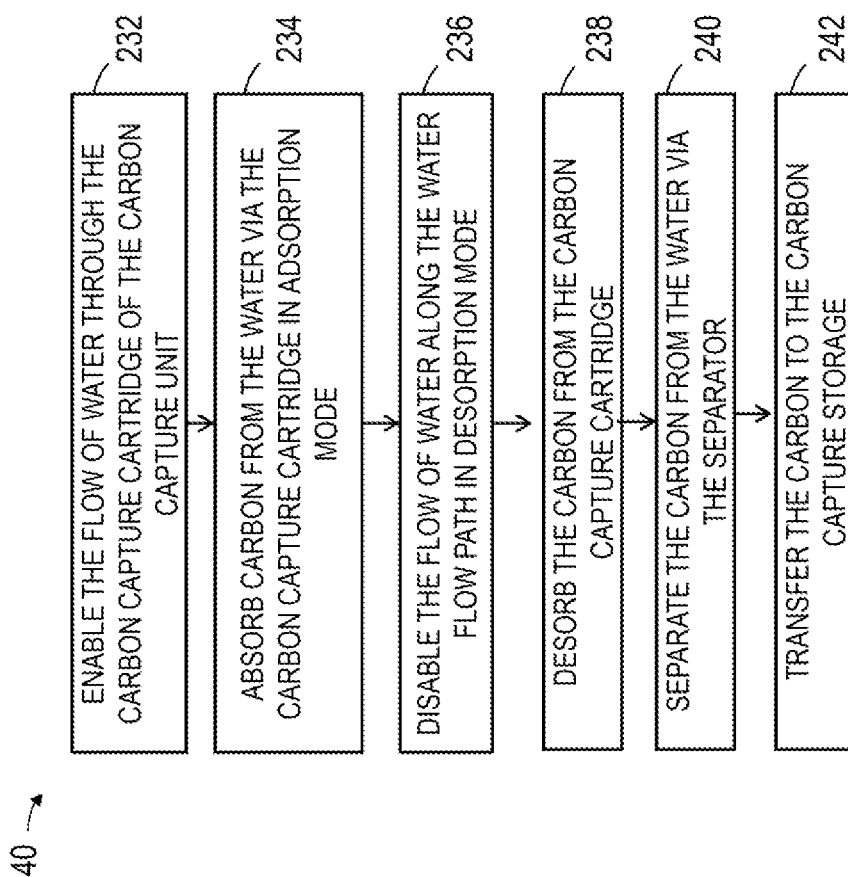 40
ENABLE THE FLOW OF WATER THROUGH THE
CARBON CAPTURE CARTRIDGE OF THE CARBON
CAPTURE UNIT
232
ABSORB CARBON FROM THE WATER VIA THE
CARBON CAPTURE CARTRIDGE IN ADSORPTION
MODE
234
DISABLE THE FLOW OF WATER ALONG THE WATER
FLOW PATH IN DESORPTION MODE
236
DESORB THE CARBON FROM THE CARBON
CAPTURE CARTRIDGE
238
SEPARATE THE CARBON FROM THE WATER VIA
THE SEPARATOR
240
TRANSFER THE CARBON TO THE CARBON
CAPTURE STORAGE
242